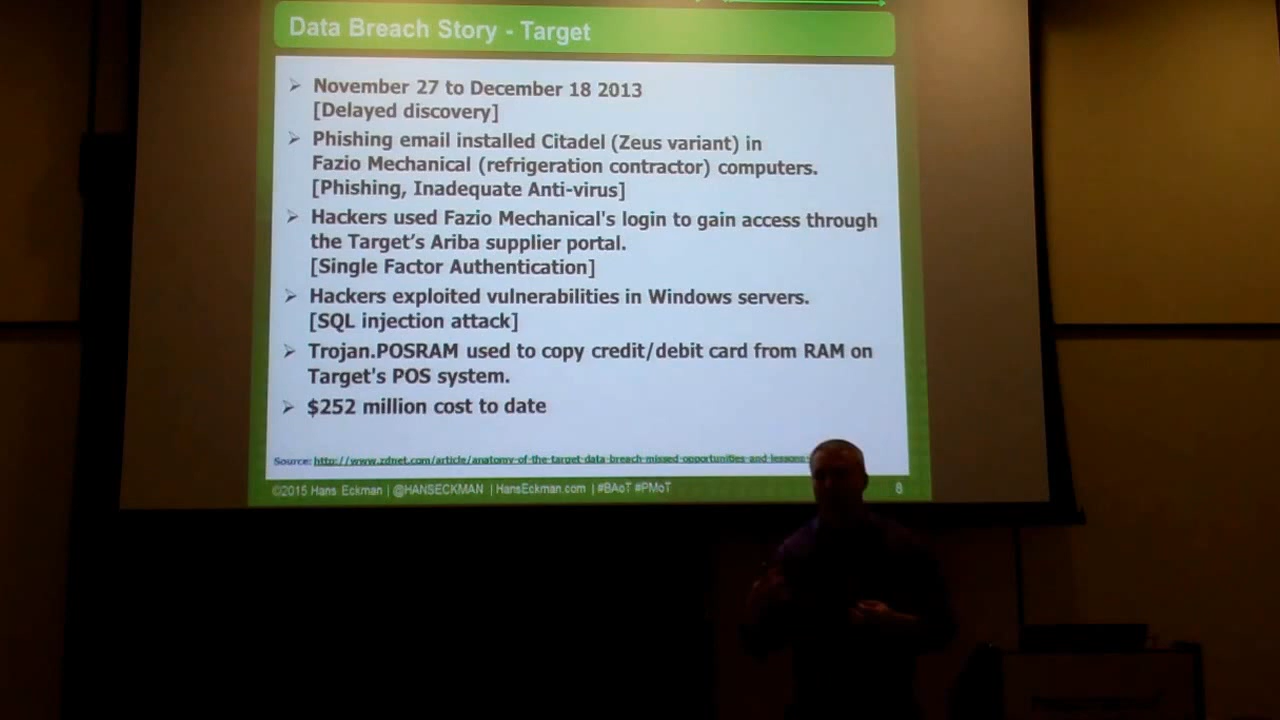 Data Breach Story - Target
➢ November 27 to December 18 2013
[Delayed discovery]
➢ Phishing email installed Citadel (Zeus variant) in
Fazio Mechanical (refrigeration contractor) computers.
[Phishing, Inadequate Anti-virus]
➢ Hackers used Fazio Mechanical's login to gain access through
the Target’s Ariba supplier portal.
[Single Factor Authentication]
➢ Hackers exploited vulnerabilities in Windows servers.
[SQL injection attack]
➢ Trojan.POSRAM used to copy credit/debit card from RAM on
Target's POS system.
➢ $252 million cost to date
Source: http://www.zdnet.com/article/anatomy-of-the-target-data-breach-missed-opportunities-and-lessons-
©2015 Hans Eckman | @HANSECKMAN | HansEckman.com | #BAoT #PMoT
8